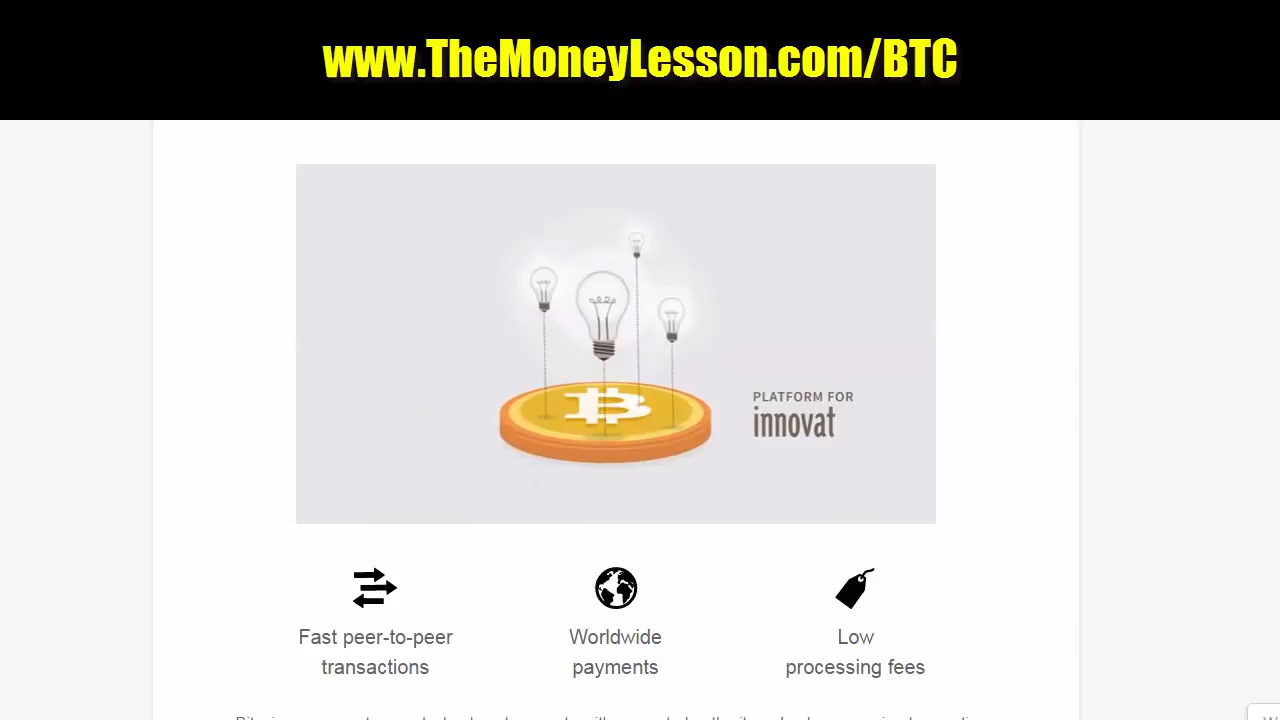 www.TheMoneyLesson.com/BTC
PLATFORM FOR
innovat
Fast peer-to-peer
transactions
Worldwide
payments
Low
processing fees